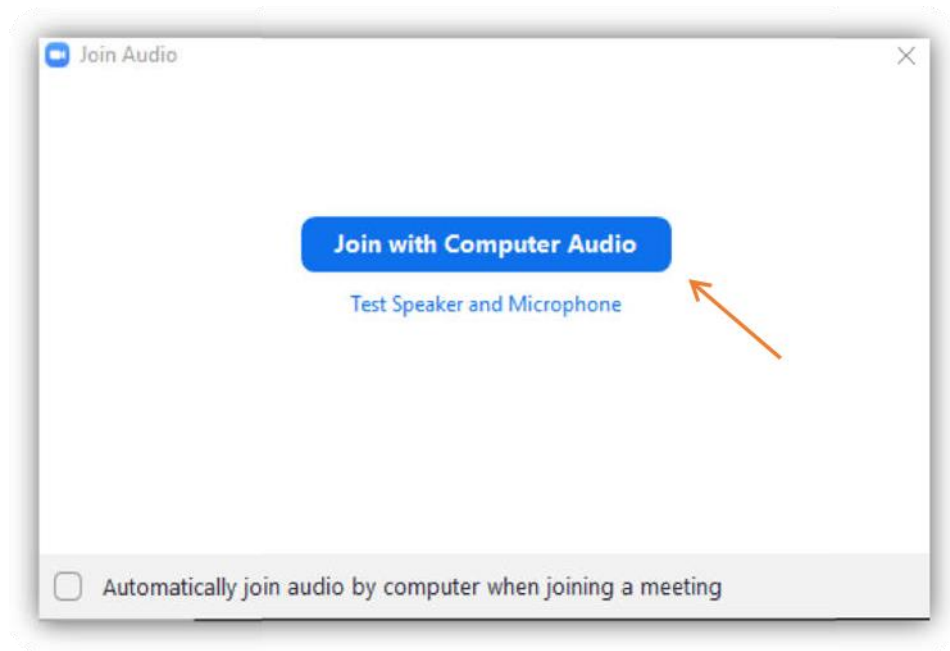 Join Audio
Join with Computer Audio
Test Speaker and Microphone
Automatically join audio by computer when joining a meeting